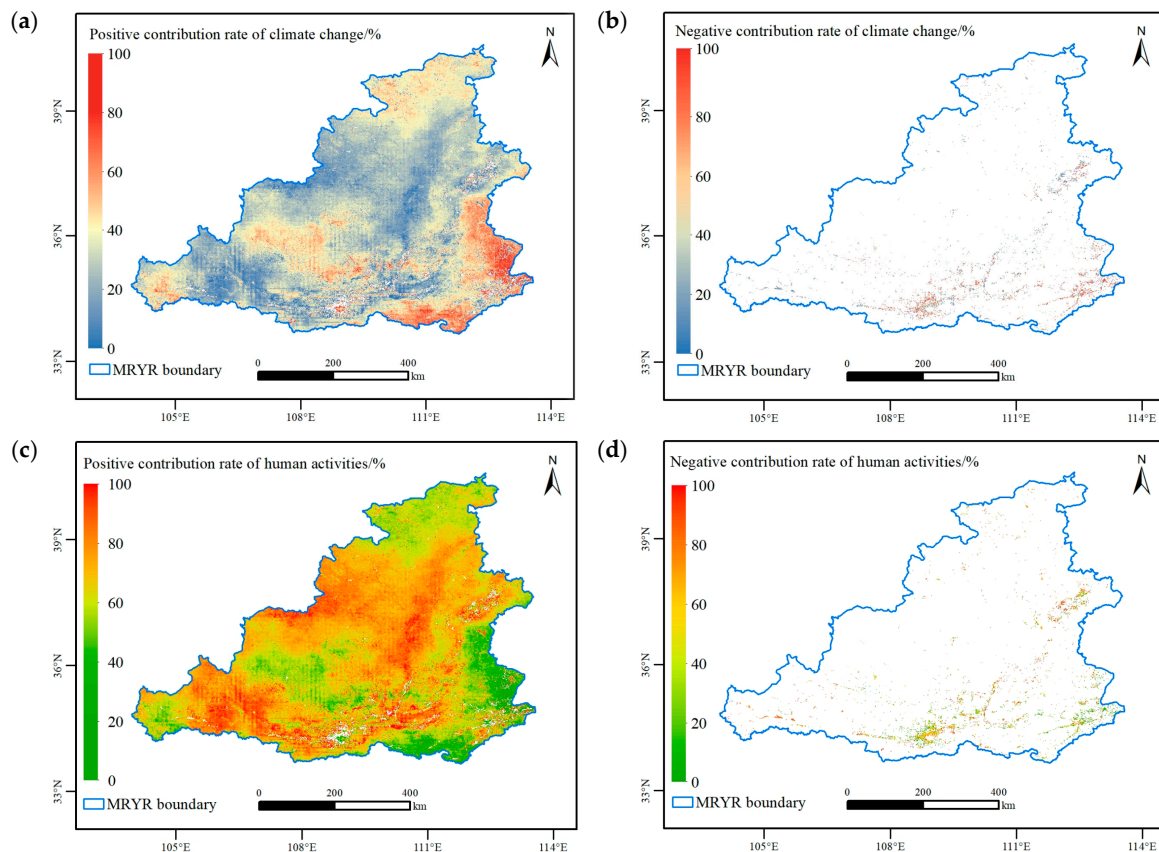 (a)
Positive contribution rate of climate change/%
N
100
80
60
40
20
0
39°N
36°N
33°N
MRYR boundary
0 200 400
km
105°E 108°E 111°E 114°E
(b)
Negative contribution rate of climate change/%
N
100
80
60
40
20
0
39°N
36°N
33°N
MRYR boundary
0 200 400
km
105°E 108°E 111°E 114°E
(c)
Positive contribution rate of human activities/%
N
100
80
60
40
20
0
39°N
36°N
33°N
MRYR boundary
0 200 400
km
105°E 108°E 111°E 114°E
(d)
Negative contribution rate of human activities/%
N
100
80
60
40
20
0
39°N
36°N
33°N
MRYR boundary
0 200 400
km
105°E 108°E 111°E 114°E